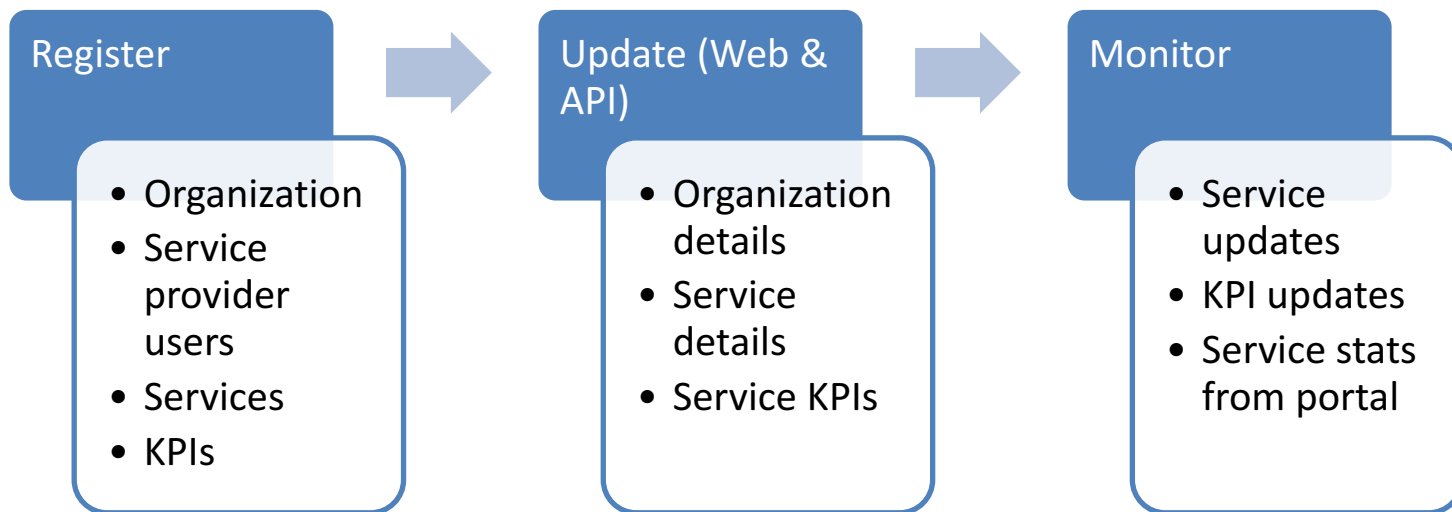 Register
• Organization
• Service
provider
users
• Services
• KPIs
Update (Web &
API)
• Organization
details
• Service
details
• Service KPIs
Monitor
• Service
updates
• KPI updates
• Service stats
from portal